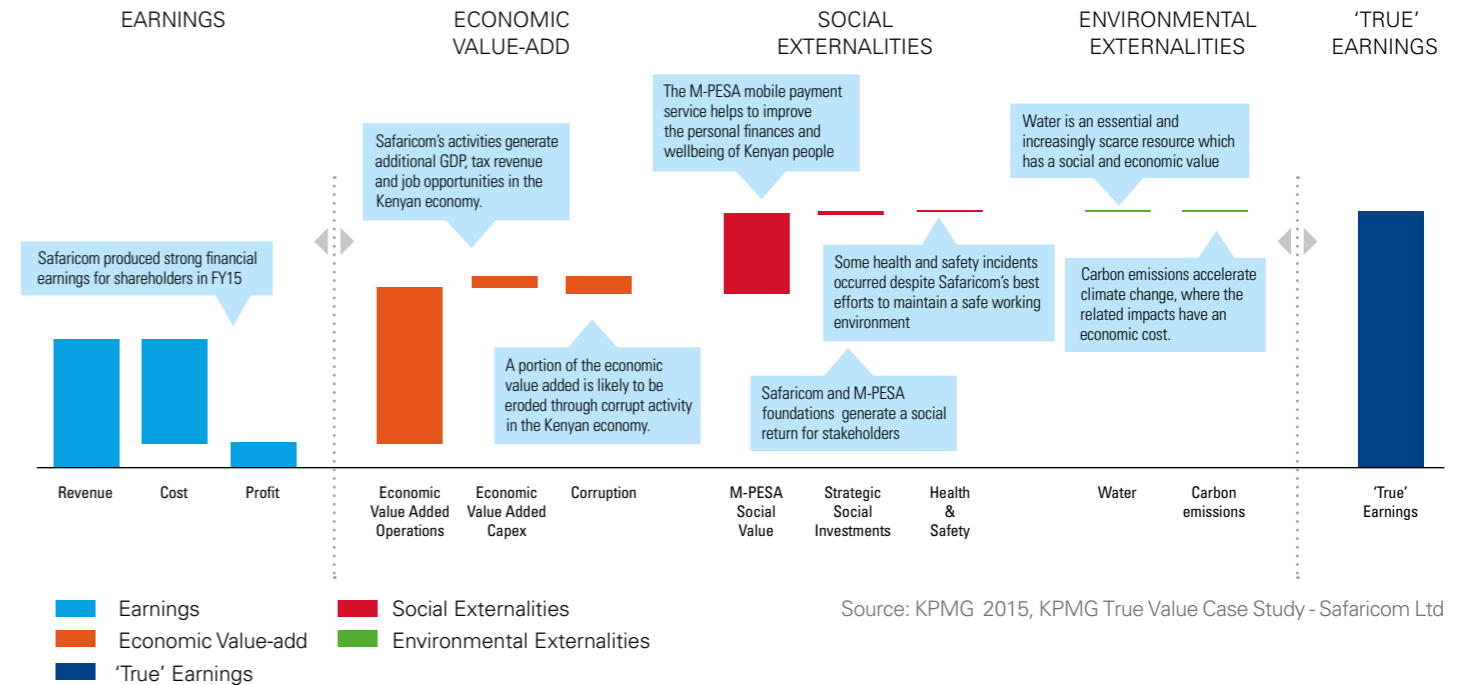 EARNINGS
ECONOMIC
VALUE-ADD
SOCIAL
EXTERNALITIES
ENVIRONMENTAL
EXTERNALITIES
‘TRUE’
EARNINGS
Safaricom produced strong financial
earnings for shareholders in FY15
Safaricom’s activities generate
additional GDP, tax revenue
and job opportunities in the
Kenyan economy.
A portion of the economic
value added is likely to be
eroded through corrupt activity
in the Kenyan economy.
The M-PESA mobile payment
service helps to improve
the personal finances and
wellbeing of Kenyan people
Some health and safety incidents
occurred despite Safaricom’s best
efforts to maintain a safe working
environment
Safaricom and M-PESA
foundations generate a social
return for stakeholders
Water is an essential and
increasingly scarce resource which
has a social and economic value
Carbon emissions accelerate
climate change, where the
related impacts have an
economic cost.
Revenue
Cost
Profit
Economic
Value Added
Operations
Economic
Value Added
Capex
Corruption
M-PESA
Social
Value
Strategic
Social
Investments
Health
&
Safety
Water
Carbon
emissions
‘True’
Earnings
Earnings
Economic Value-add
‘True’ Earnings
Social Externalities
Environmental Externalities
Source: KPMG 2015, KPMG True Value Case Study - Safaricom Ltd